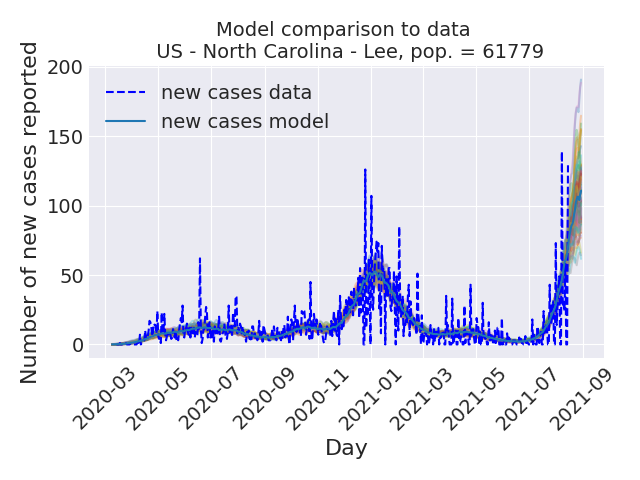 Model comparison to data
US - North Carolina - Lee, pop. = 61779
Number of new cases reported
200
150
100
50
0
new cases data
new cases model
2020-03
2020-05
2020-07
2020-09
2020-11
2021-01
2021-03
2021-05
2021-07
2021-09
Day